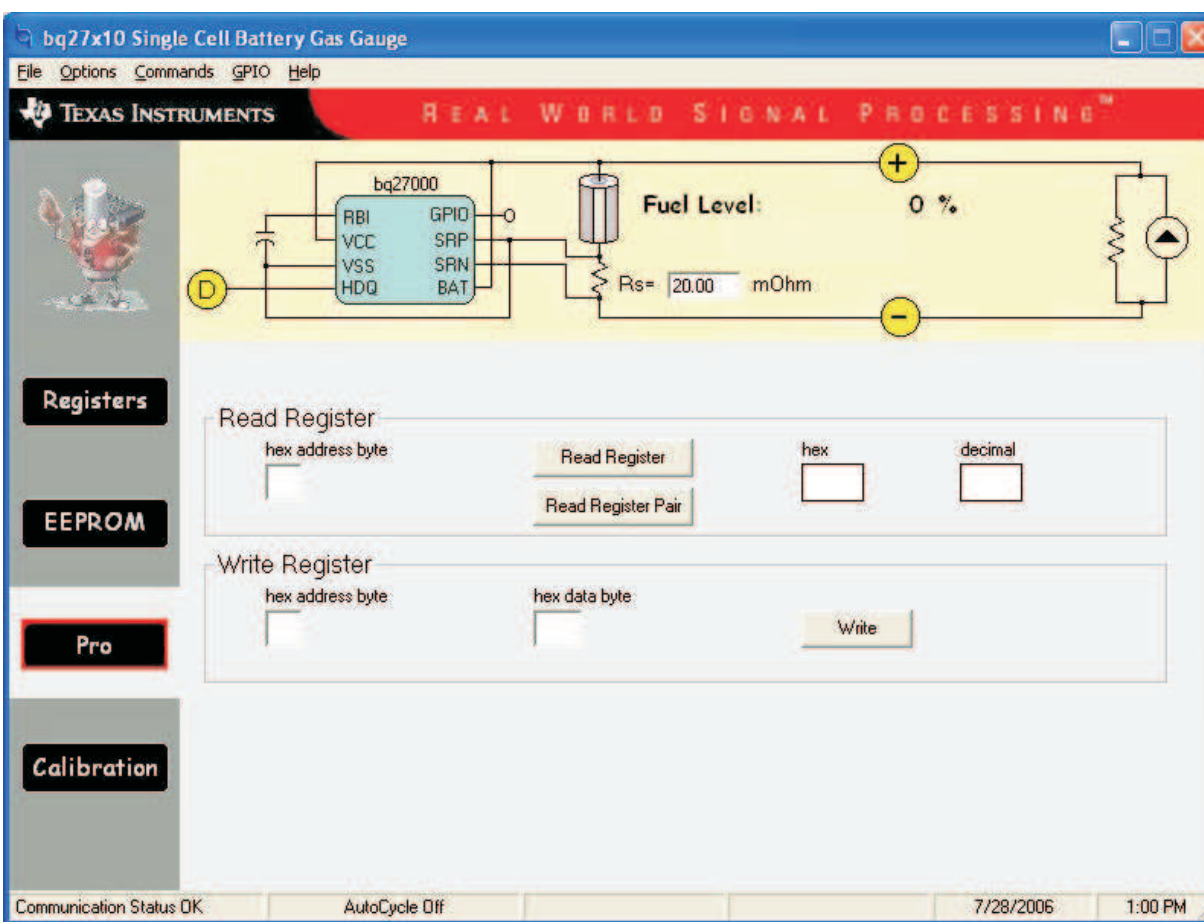 bq27x10 Single Cell Battery Gas Gauge
File Options Commands GPIO Help
TEXAS INSTRUMENTS REAL WORLD SIGNAL PROCESSING™
bq27000
RBI GPIO
VCC SRP
VSS SRN
HDQ BAT
D
Fuel Level: 0 %
+
Rs= 20.00 mOhm
−
Registers
EEPROM
Pro
Calibration
Read Register
hex address byte
Read Register
Read Register Pair
hex
decimal
Write Register
hex address byte
hex data byte
Write
Communication Status OK AutoCycle Off 7/28/2006 1:00 PM